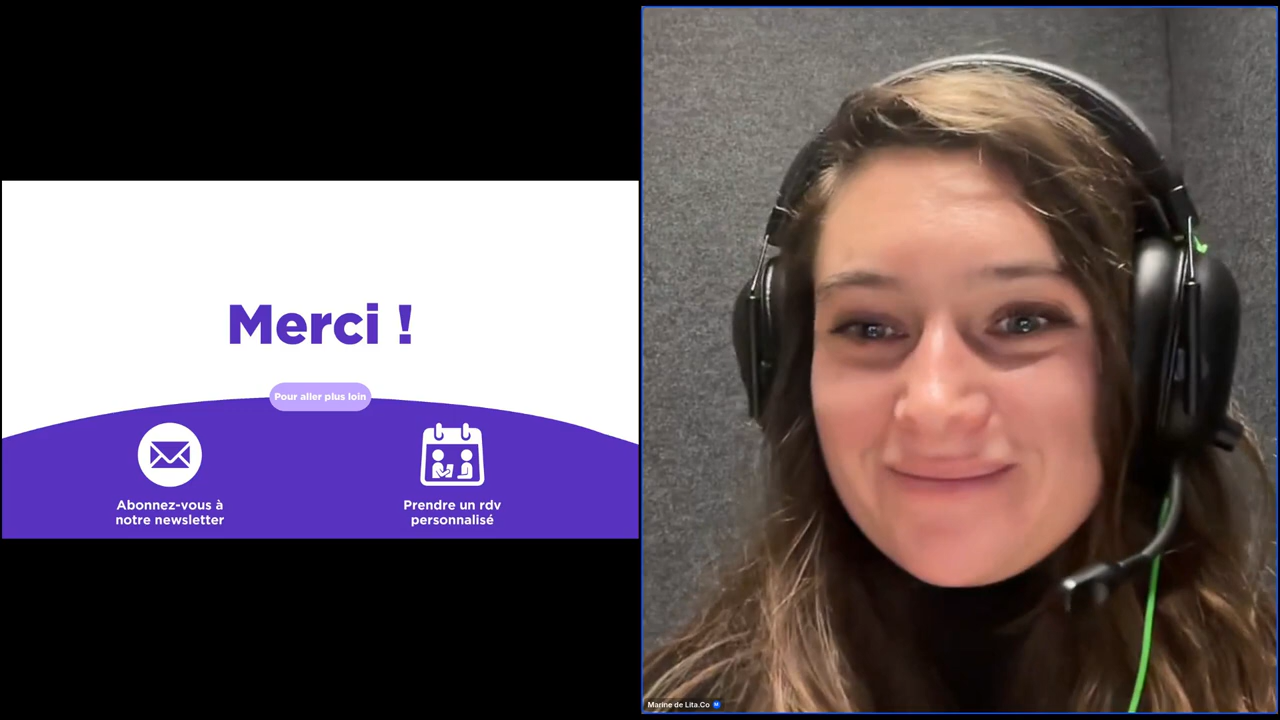 Merci !
Pour aller plus loin
Abonnez-vous à
notre newsletter
Prendre un rdv
personnalisé
Marine de Lita.Co